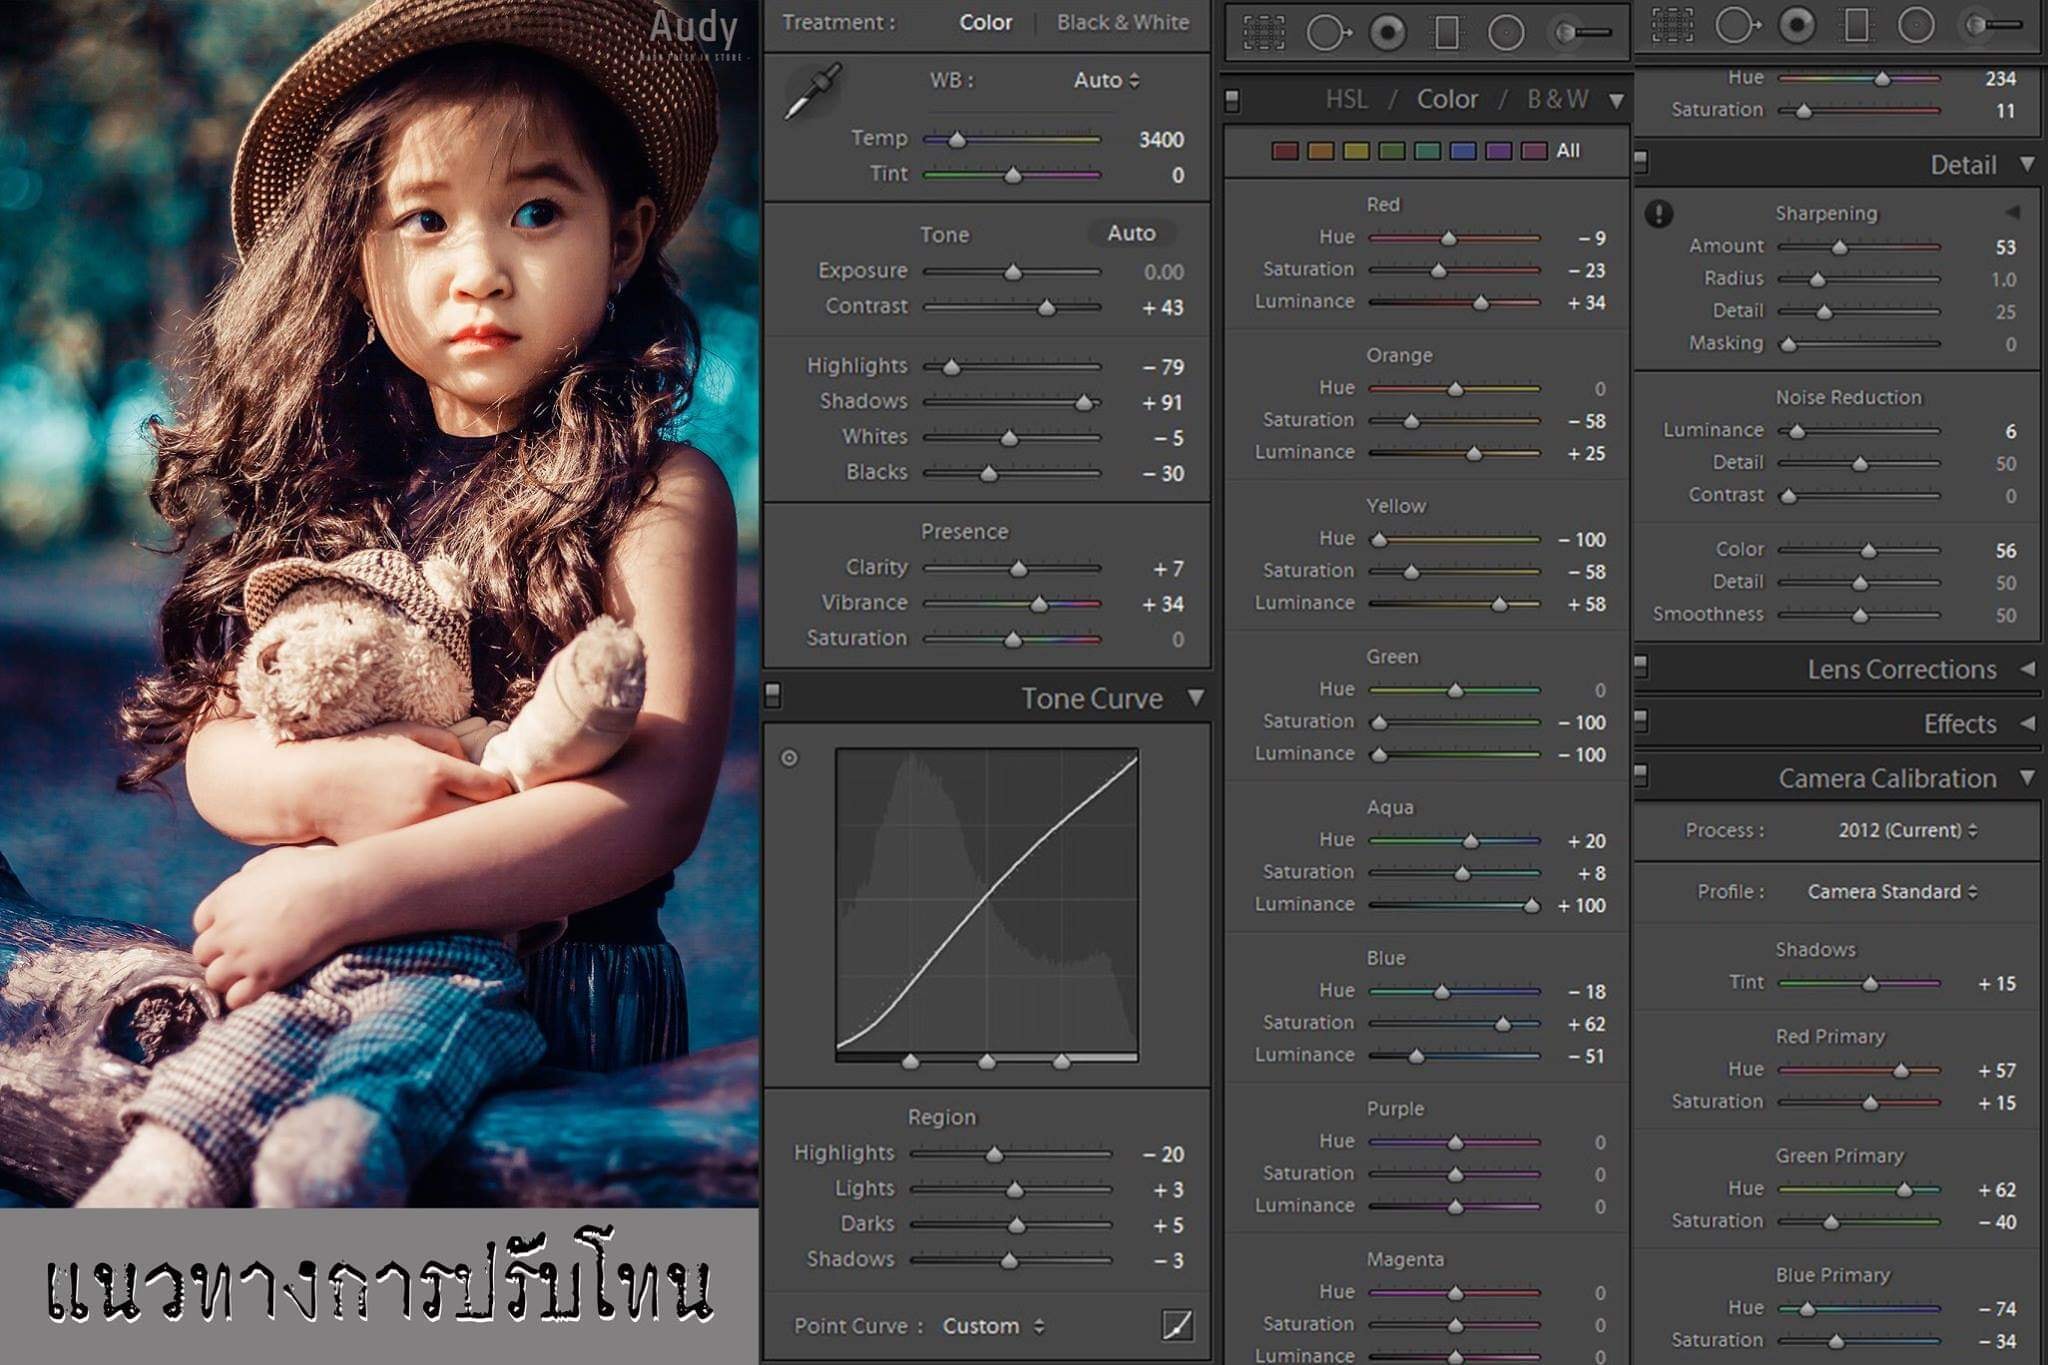 Audy
Treatment : Color Black & White
WB : Auto
Temp 3400
Tint 0
Tone Auto
Exposure 0.00
Contrast + 43
Highlights − 79
Shadows + 91
Whites − 5
Blacks − 30
Presence
Clarity + 7
Vibrance + 34
Saturation 0
Tone Curve
Region
Highlights − 20
Lights + 3
Darks + 5
Shadows − 3
Point Curve : Custom
HSL / Color / B & W
All
Red
Hue − 9
Saturation − 23
Luminance + 34
Orange
Hue 0
Saturation − 58
Luminance + 25
Yellow
Hue − 100
Saturation − 58
Luminance + 58
Green
Hue 0
Saturation − 100
Luminance − 100
Aqua
Hue + 20
Saturation + 8
Luminance + 100
Blue
Hue − 18
Saturation + 62
Luminance − 51
Purple
Hue 0
Saturation 0
Luminance 0
Magenta
Hue 0
Saturation 0
Luminance 0
Hue 234
Saturation 11
Detail
Sharpening
Amount 53
Radius 1.0
Detail 25
Masking 0
Noise Reduction
Luminance 6
Detail 50
Contrast 0
Color 56
Detail 50
Smoothness 50
Lens Corrections
Effects
Camera Calibration
Process : 2012 (Current)
Profile : Camera Standard
Shadows
Tint + 15
Red Primary
Hue + 57
Saturation + 15
Green Primary
Hue + 62
Saturation − 40
Blue Primary
Hue − 74
Saturation − 34
แนวทางการปรับโทน